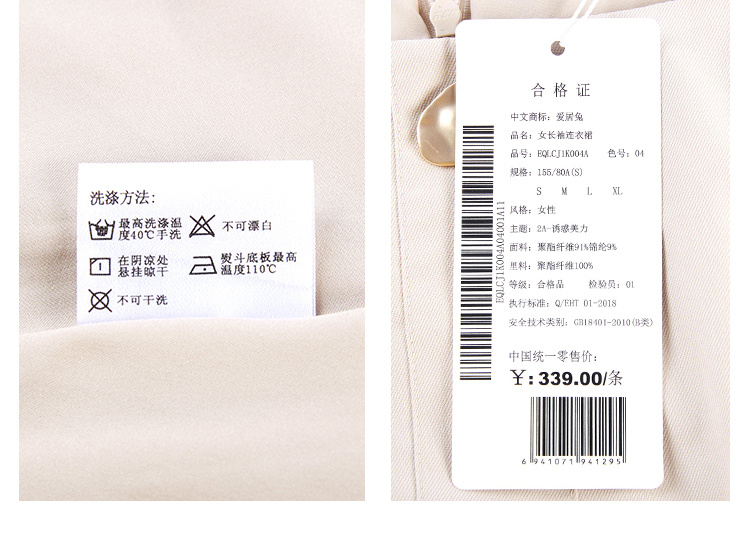 洗涤方法:
最高洗涤温
度40℃手洗
不可漂白
在阴凉处
悬挂晾干
熨斗底板最高
温度110℃
不可干洗
合格证
中文商标: 爱居兔
品名: 女长袖连衣裙
品号: EQLCJ1K004A 色号: 04
规格: 155/80A(S)
S M L XL
风格: 女性
主题: 2A-诱惑美力
面料: 聚酯纤维91%锦纶9%
里料: 聚酯纤维100%
等级: 合格品 检验员: 01
执行标准: Q/EHT 01-2018
安全技术类别: GB18401-2010(B类)
中国统一零售价:
¥: 339.00/条
6 941071 941295
EQLCJ1K004A04001A11